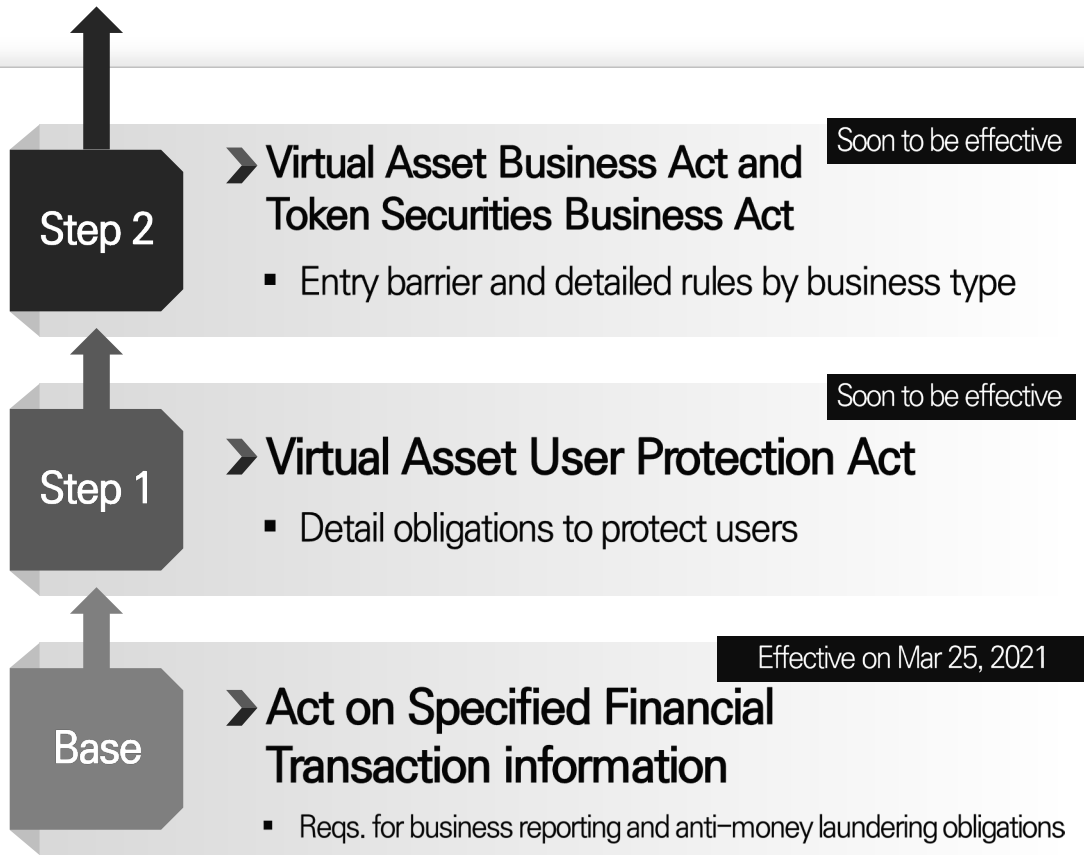 Soon to be effective
Step 2
Virtual Asset Business Act and
Token Securities Business Act
▪ Entry barrier and detailed rules by business type
Soon to be effective
Step 1
Virtual Asset User Protection Act
▪ Detail obligations to protect users
Effective on Mar 25, 2021
Base
Act on Specified Financial
Transaction information
▪ Reqs. for business reporting and anti-money laundering obligations